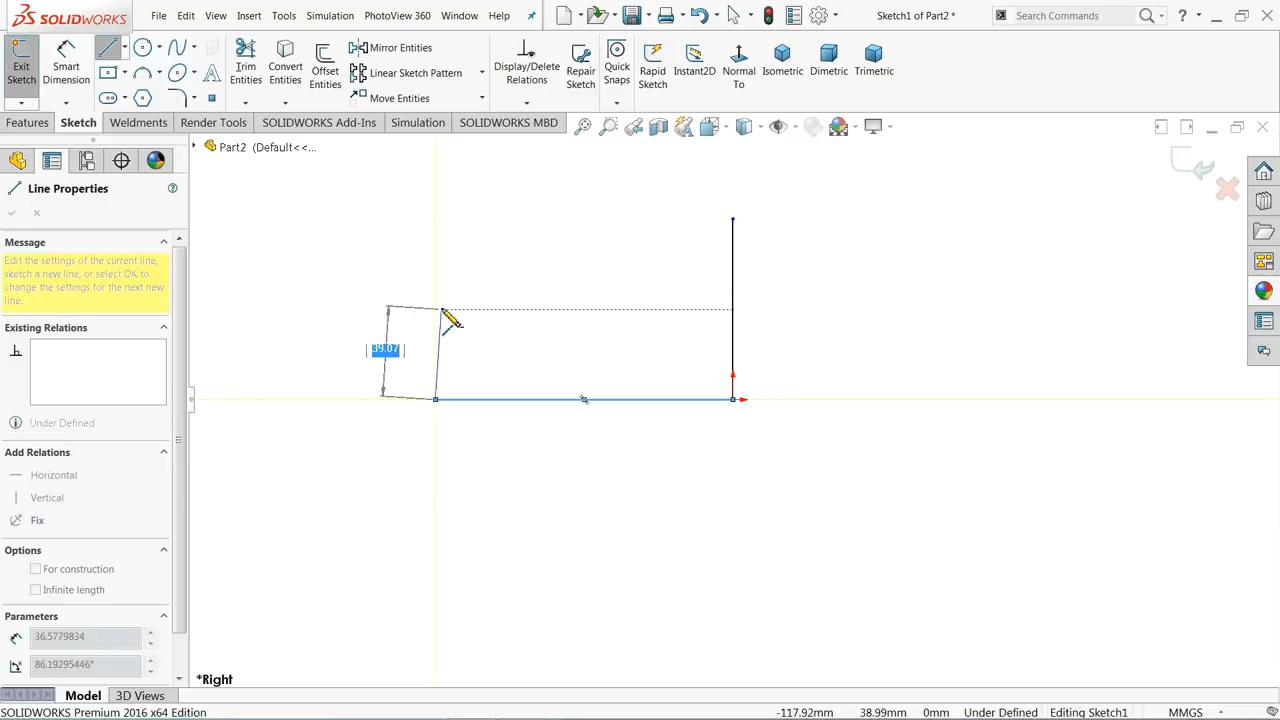 SOLIDWORKS
File Edit View Insert Tools Simulation PhotoView 360 Window Help
Sketch1 of Part2 *
Search Commands
Exit Sketch
Smart Dimension
Trim Entities
Convert Entities
Offset Entities
Mirror Entities
Linear Sketch Pattern
Move Entities
Display/Delete Relations
Repair Sketch
Quick Snaps
Rapid Sketch
Instant2D
Normal To
Isometric
Dimetric
Trimetric
Features Sketch Weldments Render Tools SOLIDWORKS Add-Ins Simulation SOLIDWORKS MBD
Part2 (Default<<...
Line Properties
Message
Edit the settings of the current line,
sketch a new line, or select OK to
change the settings for the next new
line.
Existing Relations
Under Defined
Add Relations
Horizontal
Vertical
Fix
Options
For construction
Infinite length
Parameters
36.5779834
86.19295446°
39.07
*Right
Model 3D Views
SOLIDWORKS Premium 2016 x64 Edition
-117.92mm 38.99mm 0mm Under Defined Editing Sketch1 MMGS